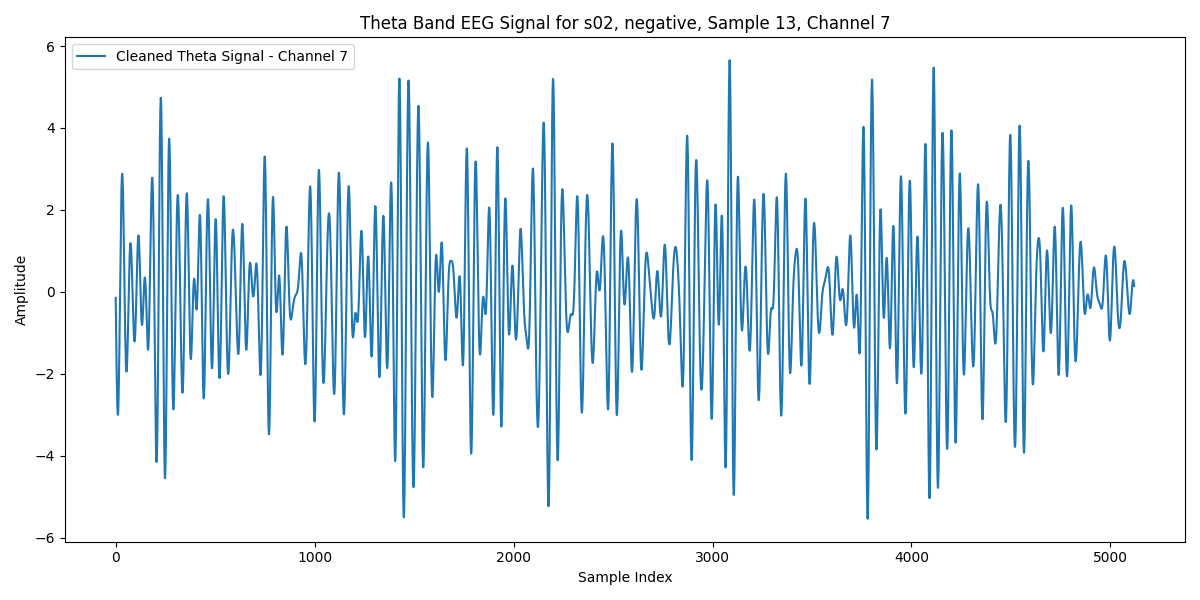 Theta Band EEG Signal for s02, negative, Sample 13, Channel 7
Cleaned Theta Signal - Channel 7
6
4
2
0
−2
−4
−6
Amplitude
0 1000 2000 3000 4000 5000
Sample Index